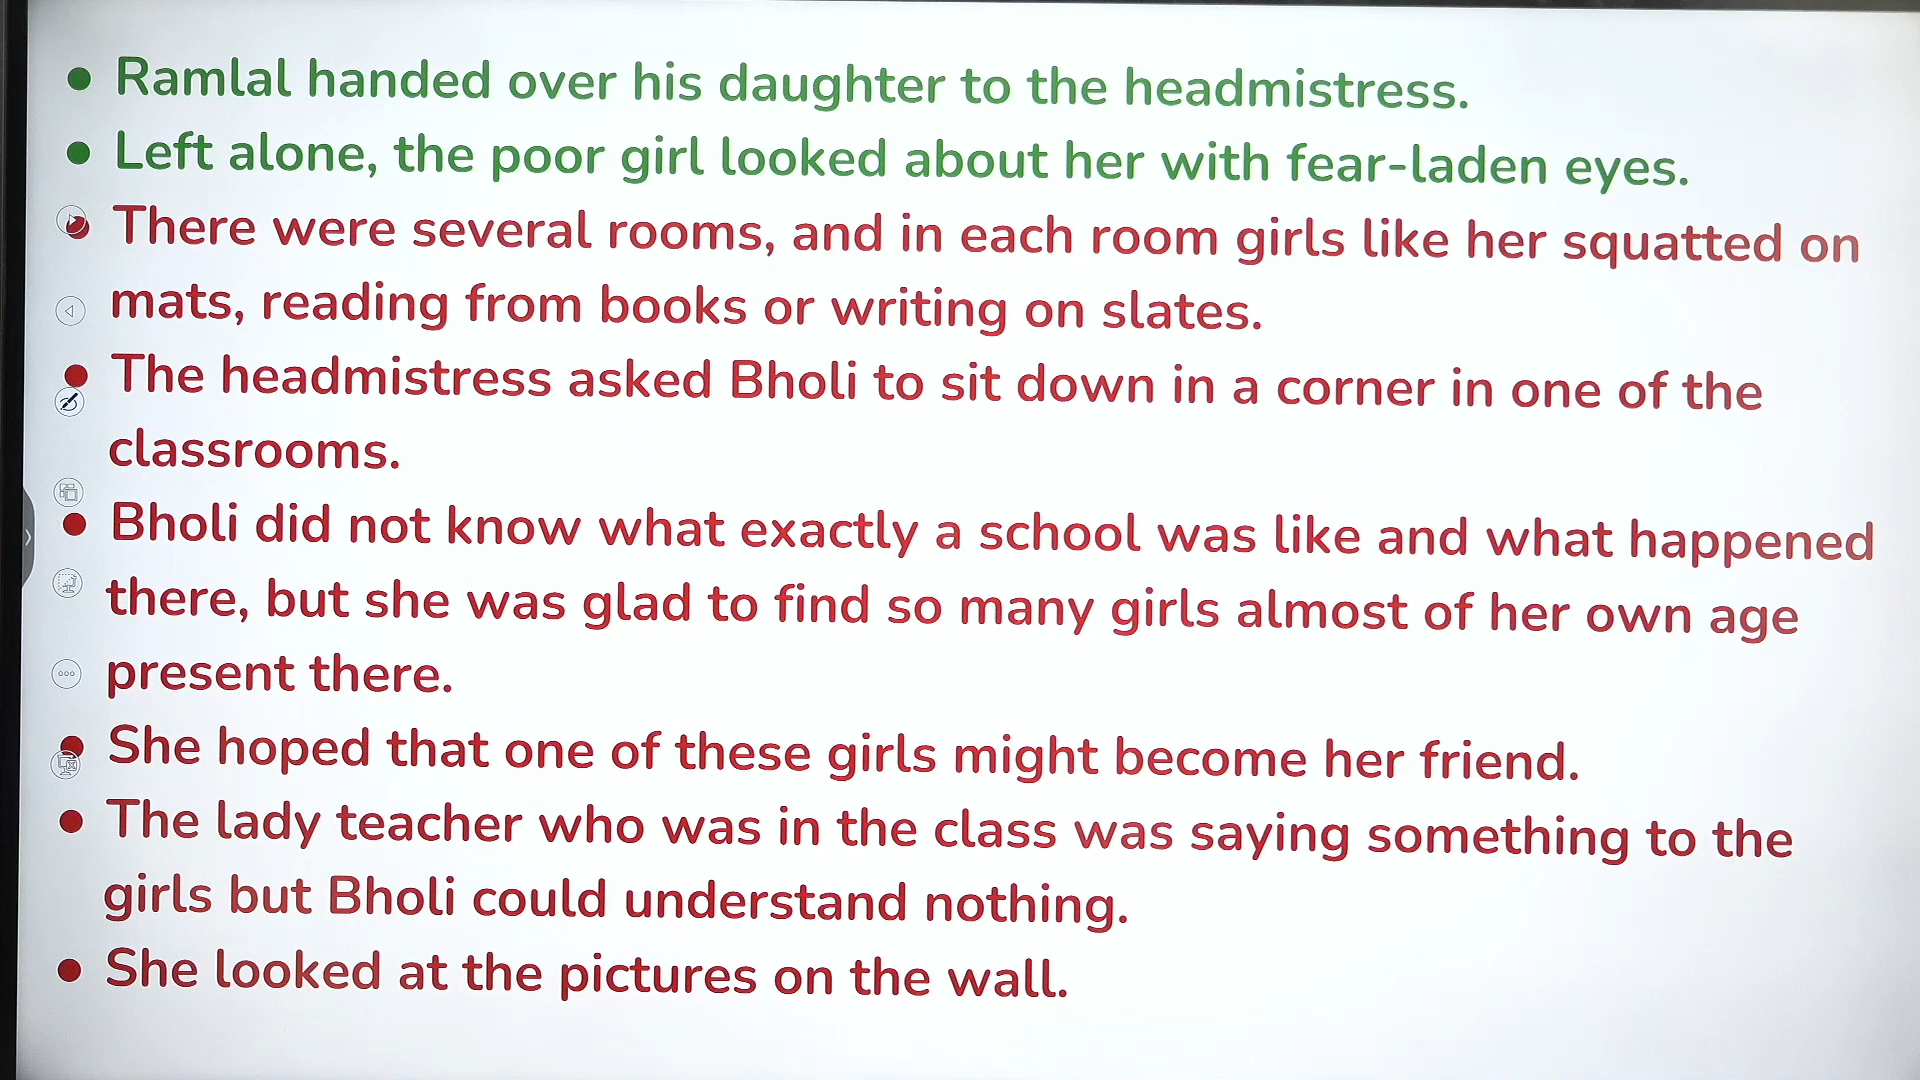 • Ramlal handed over his daughter to the headmistress.
• Left alone, the poor girl looked about her with fear-laden eyes.
• There were several rooms, and in each room girls like her squatted on
mats, reading from books or writing on slates.
• The headmistress asked Bholi to sit down in a corner in one of the
classrooms.
• Bholi did not know what exactly a school was like and what happened
there, but she was glad to find so many girls almost of her own age
present there.
• She hoped that one of these girls might become her friend.
• The lady teacher who was in the class was saying something to the
girls but Bholi could understand nothing.
• She looked at the pictures on the wall.